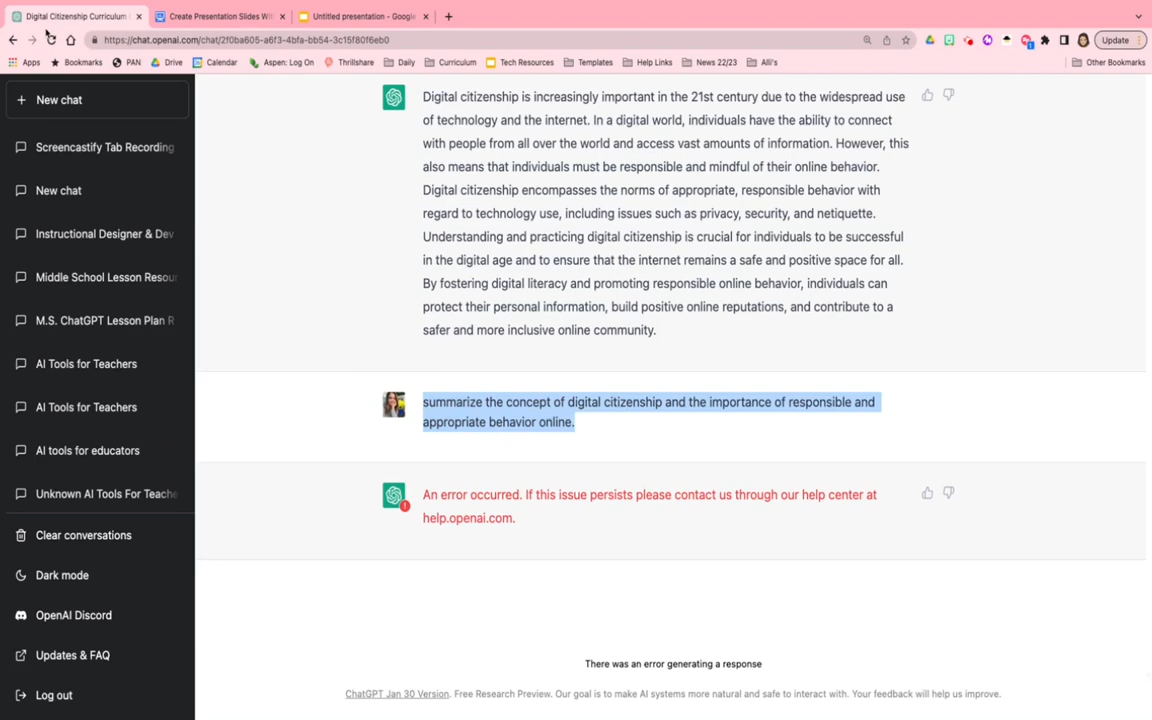 Digital Citizenship Curriculum
Create Presentation Slides Wit
Untitled presentation - Google
https://chat.openai.com/chat/2f0ba605-a6f3-4bfa-bb54-3c15f80f6eb0
Update
Apps
Bookmarks
PAN
Drive
Calendar
Aspen: Log On
Thrillshare
Daily
Curriculum
Tech Resources
Templates
Help Links
News 22/23
Alli's
Other Bookmarks
New chat
Screencastify Tab Recording
New chat
Instructional Designer & Dev
Middle School Lesson Resou
M.S. ChatGPT Lesson Plan R
AI Tools for Teachers
AI Tools for Teachers
AI tools for educators
Unknown AI Tools For Teache
Clear conversations
Dark mode
OpenAI Discord
Updates & FAQ
Log out
Digital citizenship is increasingly important in the 21st century due to the widespread use
of technology and the internet. In a digital world, individuals have the ability to connect
with people from all over the world and access vast amounts of information. However, this
also means that individuals must be responsible and mindful of their online behavior.
Digital citizenship encompasses the norms of appropriate, responsible behavior with
regard to technology use, including issues such as privacy, security, and netiquette.
Understanding and practicing digital citizenship is crucial for individuals to be successful
in the digital age and to ensure that the internet remains a safe and positive space for all.
By fostering digital literacy and promoting responsible online behavior, individuals can
protect their personal information, build positive online reputations, and contribute to a
safer and more inclusive online community.
summarize the concept of digital citizenship and the importance of responsible and
appropriate behavior online.
An error occurred. If this issue persists please contact us through our help center at
help.openai.com.
There was an error generating a response
ChatGPT Jan 30 Version. Free Research Preview. Our goal is to make AI systems more natural and safe to interact with. Your feedback will help us improve.